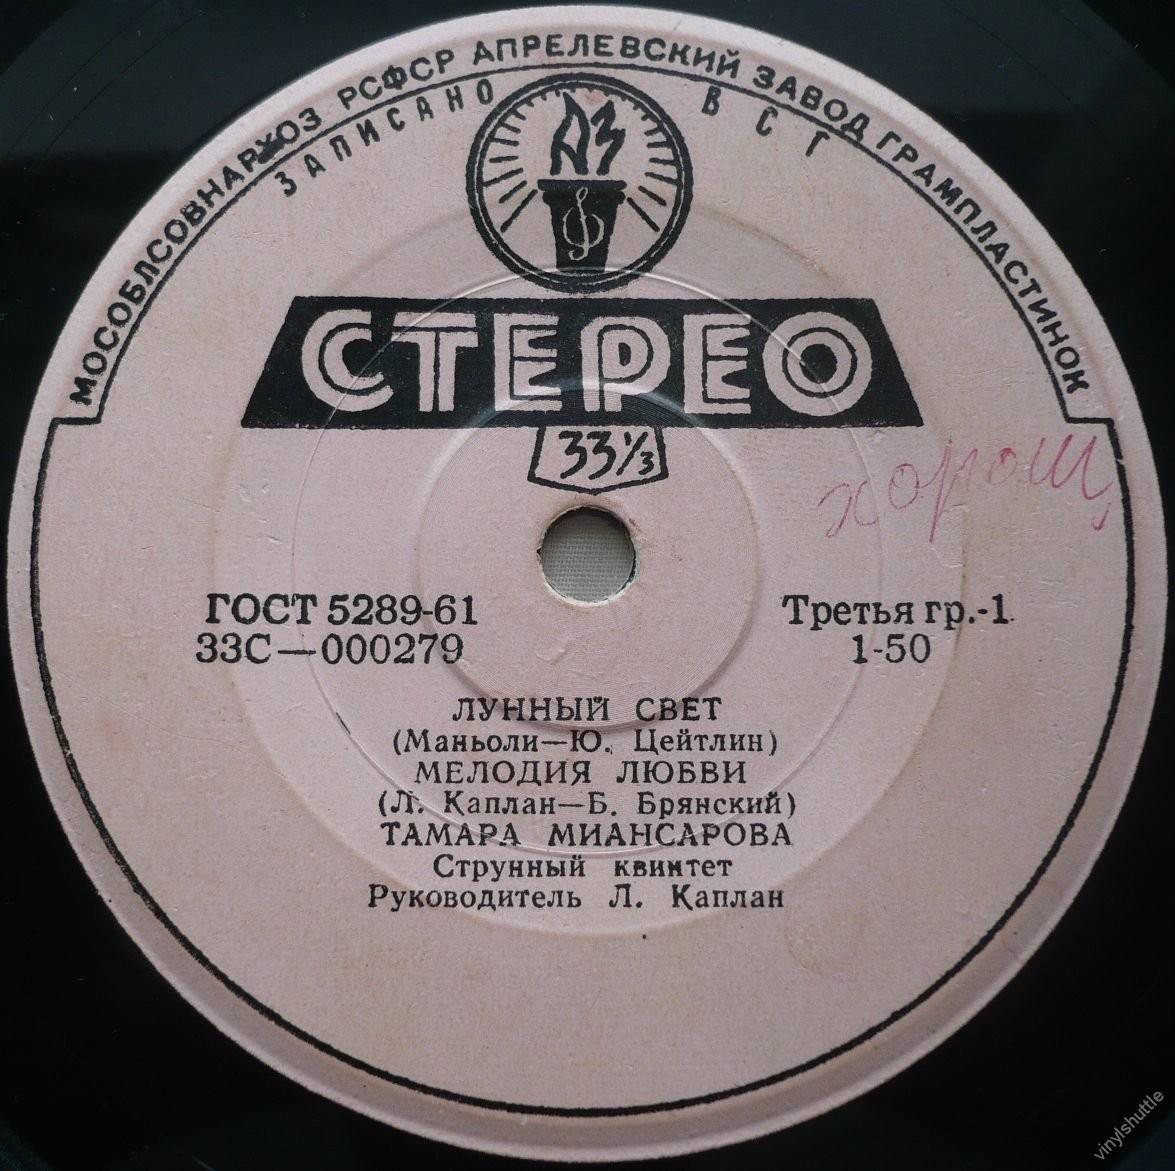 МОСОБЛСОВНАРХОЗ РСФСР АПРЕЛЕВСКИЙ ЗАВОД ГРАМПЛАСТИНОК
ЗАПИСАНО В СТ
АЗ
СТЕРЕО
33⅓
хорош,
ГОСТ 5289-61
Третья гр.-1.
33С—000279
1-50
ЛУННЫЙ СВЕТ
(Маньоли—Ю. Цейтлин)
МЕЛОДИЯ ЛЮБВИ
(Л. Каплан—Б. Брянский)
ТАМАРА МИАНСАРОВА
Струнный квинтет
Руководитель Л. Каплан
vinylshuttle